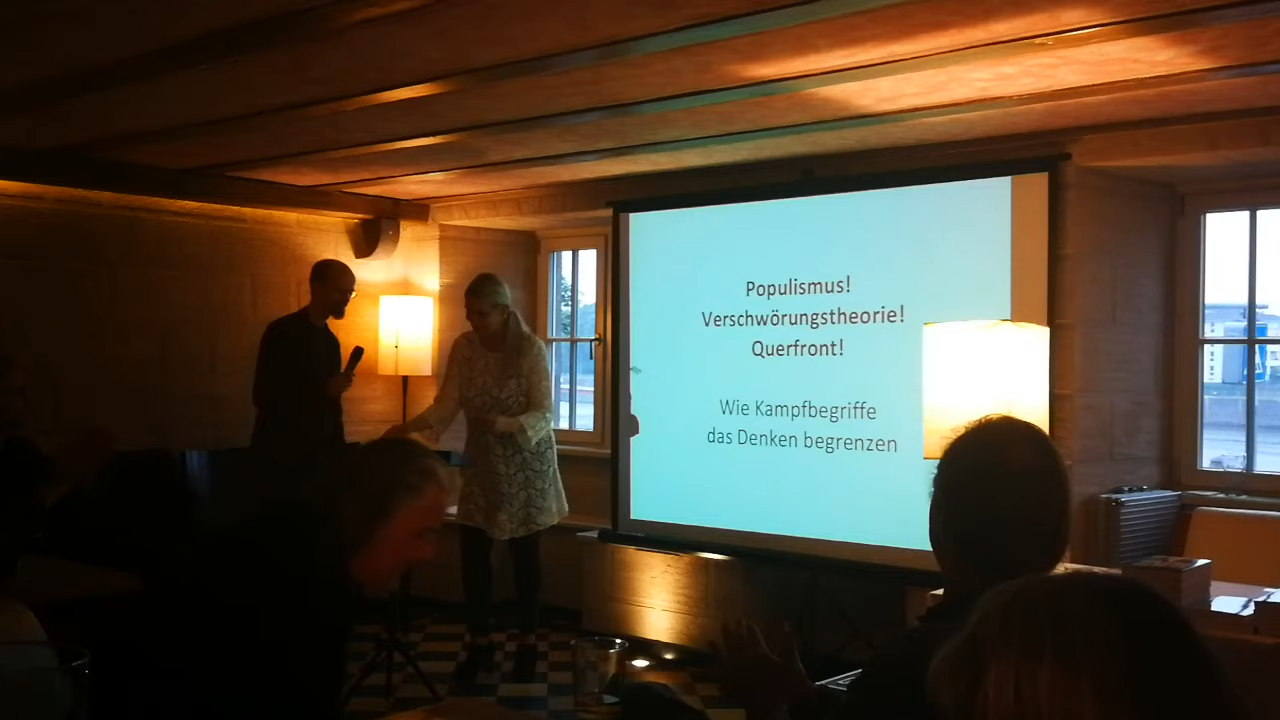 Populismus!
Verschwörungstheorie!
Querfront!
Wie Kampfbegriffe
das Denken begrenzen